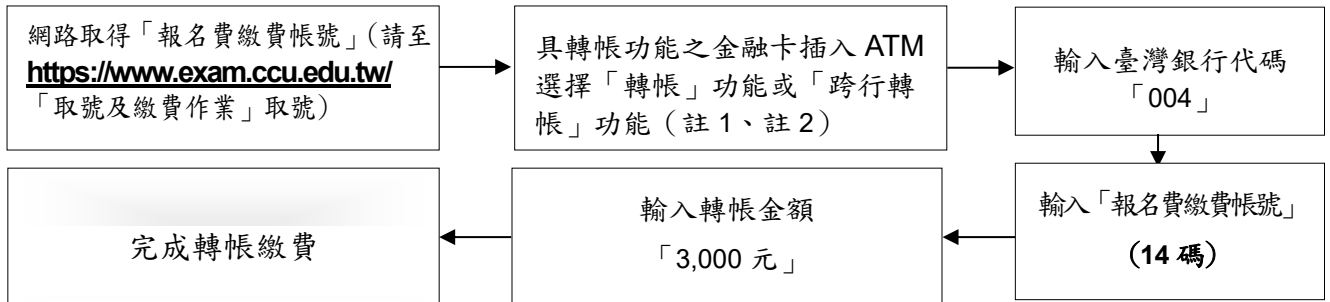 網路取得「報名費繳費帳號」（請至
https://www.exam.ccu.edu.tw/
「取號及繳費作業」取號）
具轉帳功能之金融卡插入 ATM
選擇「轉帳」功能或「跨行轉
帳」功能（註 1、註 2）
輸入臺灣銀行代碼
「004」
輸入「報名費繳費帳號」
（14 碼）
輸入轉帳金額
「3,000 元」
完成轉帳繳費